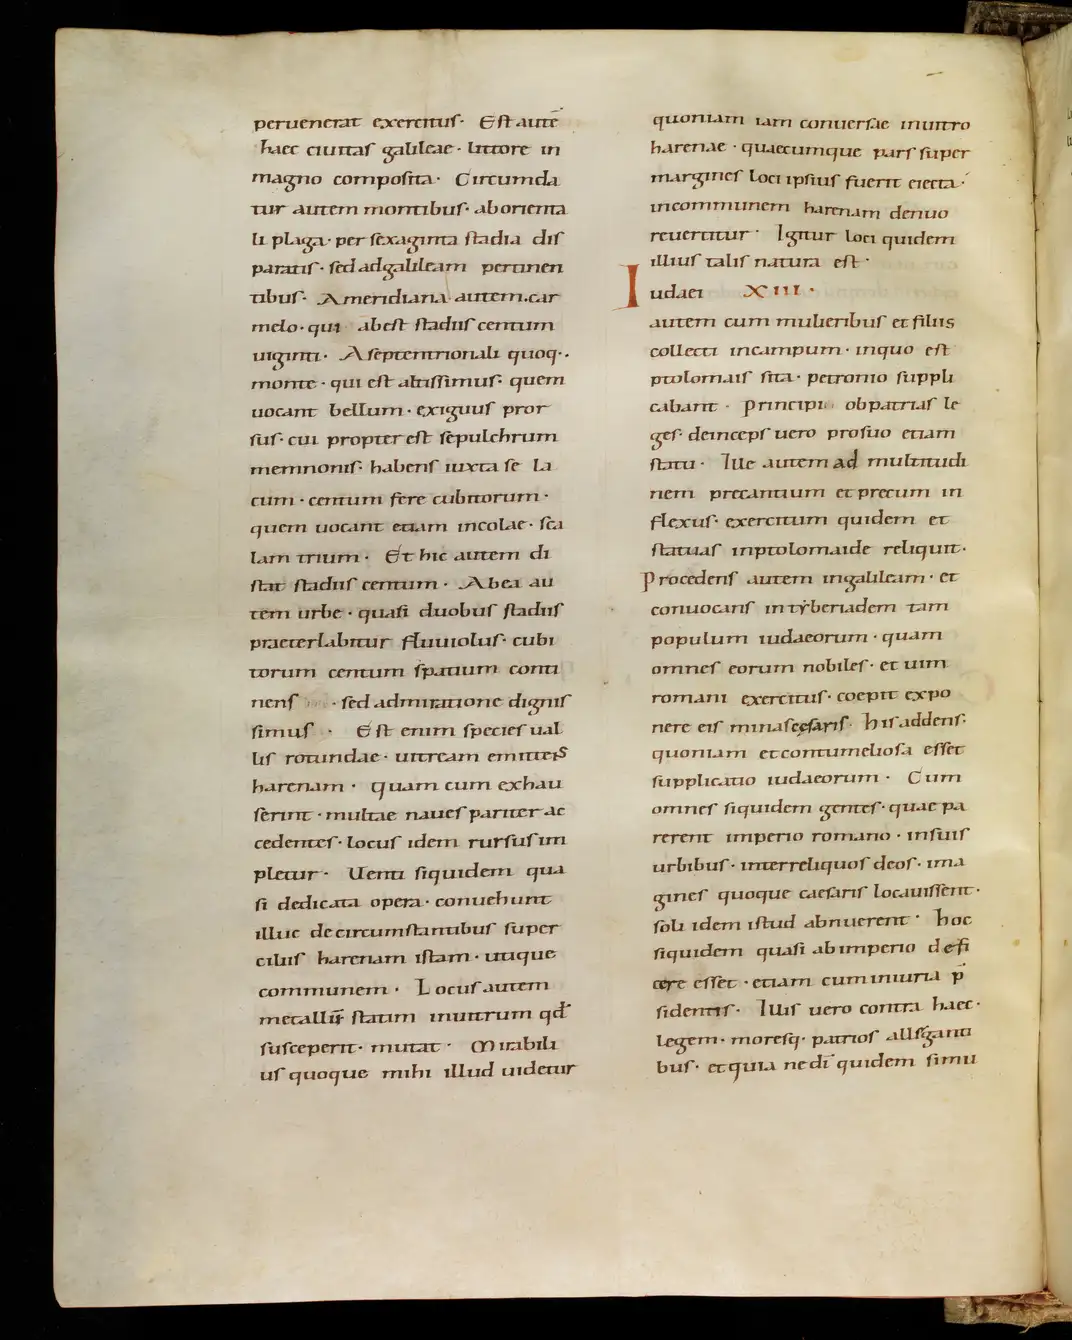 peruenerat exercitus· Est autē
haec ciuitas galileae· littore in
magno composita· Circumda
tur autem montibus· ab orienta
li plaga· per sexaginta stadia dis
paratis· sed ad galileam pertinen
tibus· A meridiana autem· car
melo· qui abest stadiis centum
uiginti· A septentrionali quoq·
monte· qui est altissimus· quem
uocant bellum· exiguus pror
sus· cui propter est sepulchrum
memnonis· habens iuxta se la
cum· centum fere cubitorum·
quem uocant etiam incolae· sca
lam trium· Et hic autem di
stat stadiis centum· Ab ea au
tem urbe· quasi duobus stadiis
praeterlabitur fluuiolus· cubi
torum centum spatium conti
nens · sed admiratione dignis
simus · Est enim species ual
lis rotundae· uitream emittens
harenam· quam cum exhau
serint· multae naues pariter ac
cedentes· locus idem rursus im
pletur· Uenti siquidem qua
si dedicata opera· conuehunt
illuc de circumstantibus super
ciliis harenam istam· utique
communem· Locus autem
metalli statim in uitrum qđ
susceperit· mutat· Mirabili
us quoque mihi illud uidetur
quoniam iam conuersae in uitro
harenae· quaecumque pars super
margines loci ipsius fuerit eiecta·
in communem harenam denuo
reuertitur· Igitur loci quidem
illius talis natura est·
Iudaei XIII·
autem cum mulieribus et filiis
collecti in campum· in quo est
ptolomais sita· petronio suppli
cabant· Principi ob patrias le
ges· deinceps uero pro suo etiam
statu· Ille autem ad multitudi
nem precantium et precum in
flexus· exercitum quidem et
statuas in ptolomaide reliquit·
Procedens autem in galileam· et
conuocans in tyberiadem tam
populum iudaeorum· quam
omnes eorum nobiles· et uim
romani exercitus· coepit expo
nere eis minas cesaris· His addens·
quoniam et contumeliosa esset
supplicatio iudaeorum· Cum
omnes siquidem gentes· quae pa
rerent imperio romano· in suis
urbibus· inter reliquos deos· ima
gines quoque caesaris locauissent·
soli idem istud abnuerent· hoc
siquidem quasi ab imperio defi
cere esset· etiam cum iniuria p̄
sidentis· Illis uero contra haec·
legem· moresq· patrios allegan̄ti
bus· et quia ne dī quidem simu